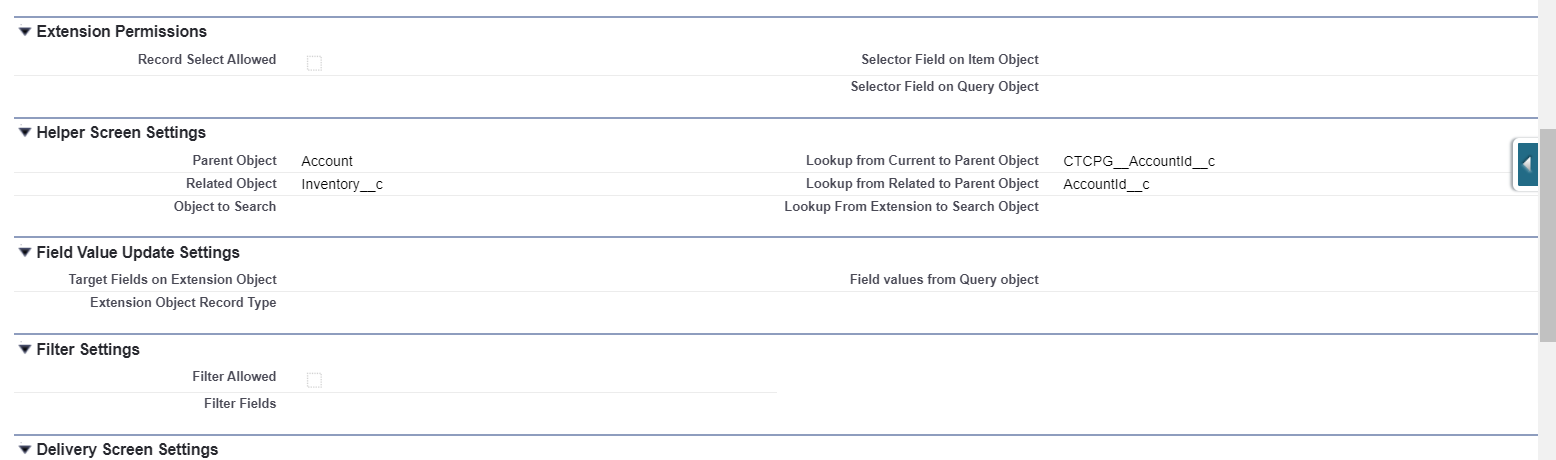 Extension Permissions
Record Select Allowed
Selector Field on Item Object
Selector Field on Query Object
Helper Screen Settings
Parent Object Account
Lookup from Current to Parent Object CTCPG__AccountId__c
Related Object Inventory__c
Lookup from Related to Parent Object AccountId__c
Object to Search
Lookup From Extension to Search Object
Field Value Update Settings
Target Fields on Extension Object
Field values from Query object
Extension Object Record Type
Filter Settings
Filter Allowed
Filter Fields
Delivery Screen Settings